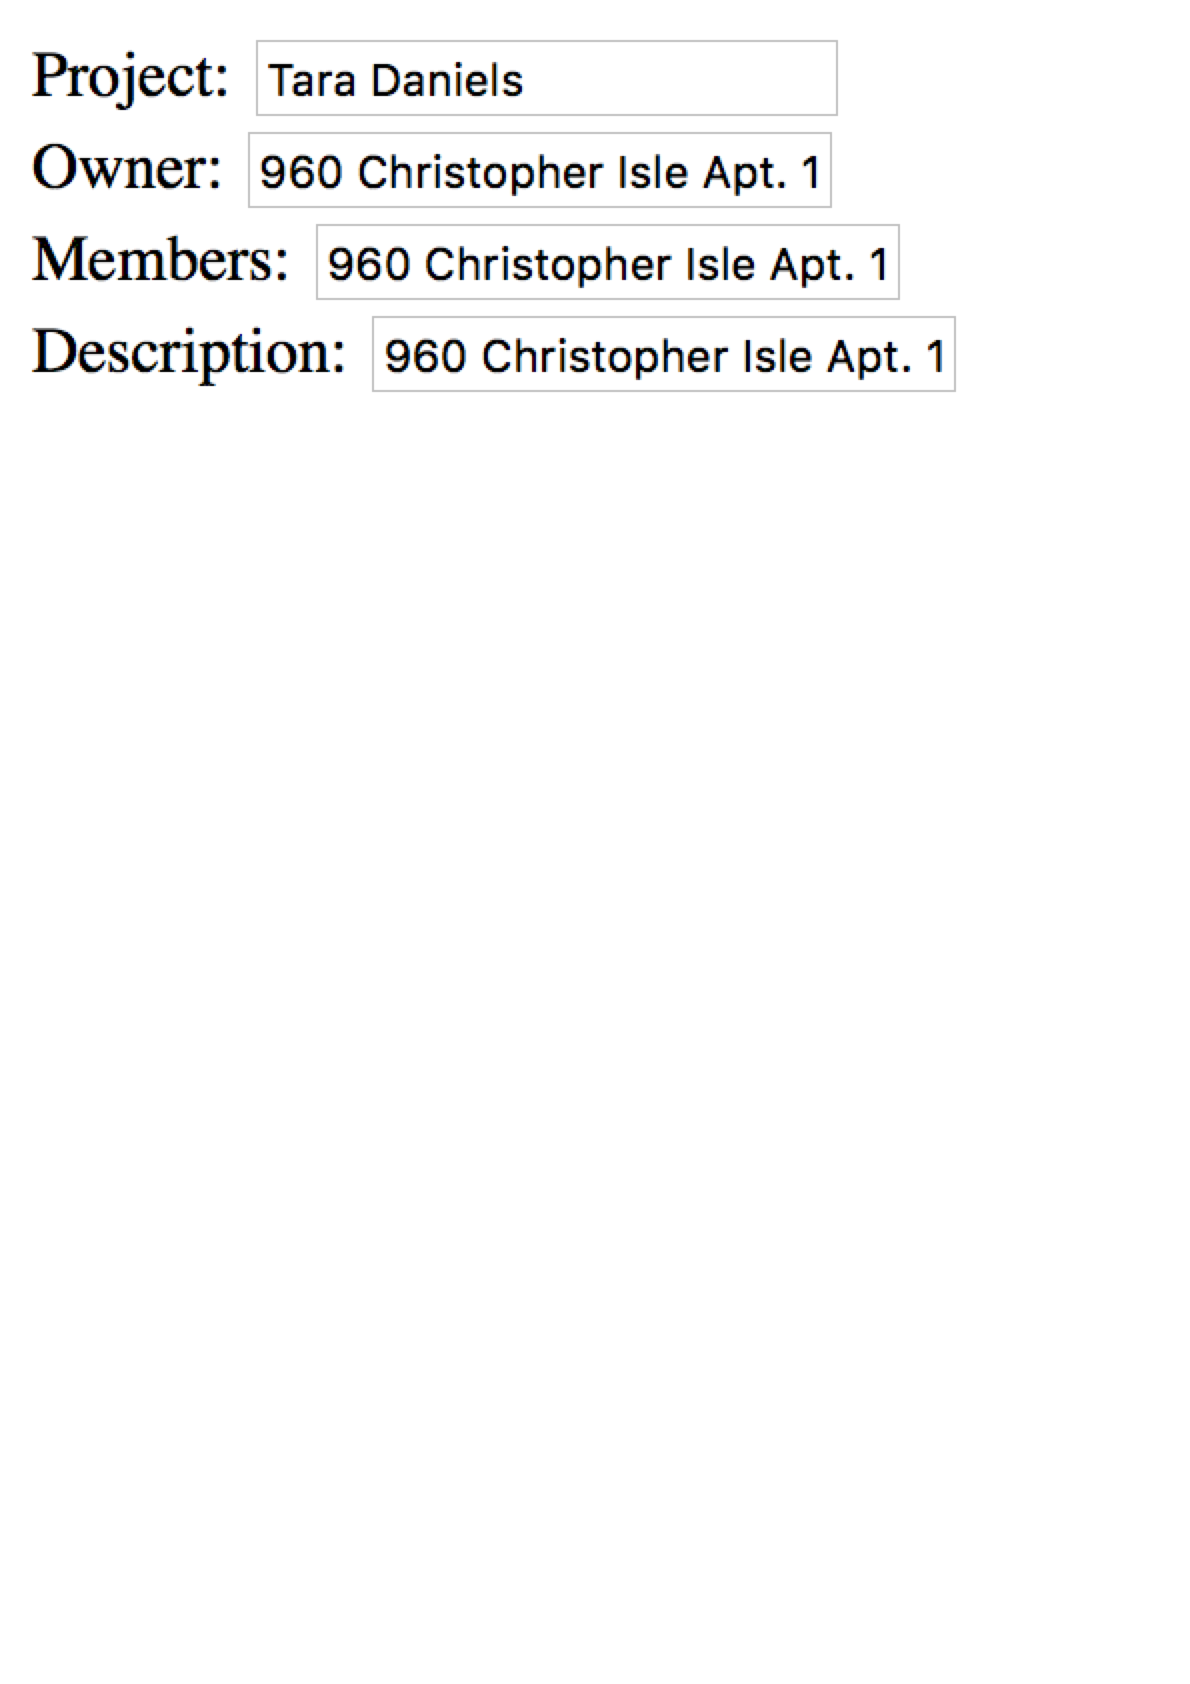 Project: Tara Daniels
Owner: 960 Christopher Isle Apt. 1
Members: 960 Christopher Isle Apt. 1
Description: 960 Christopher Isle Apt. 1